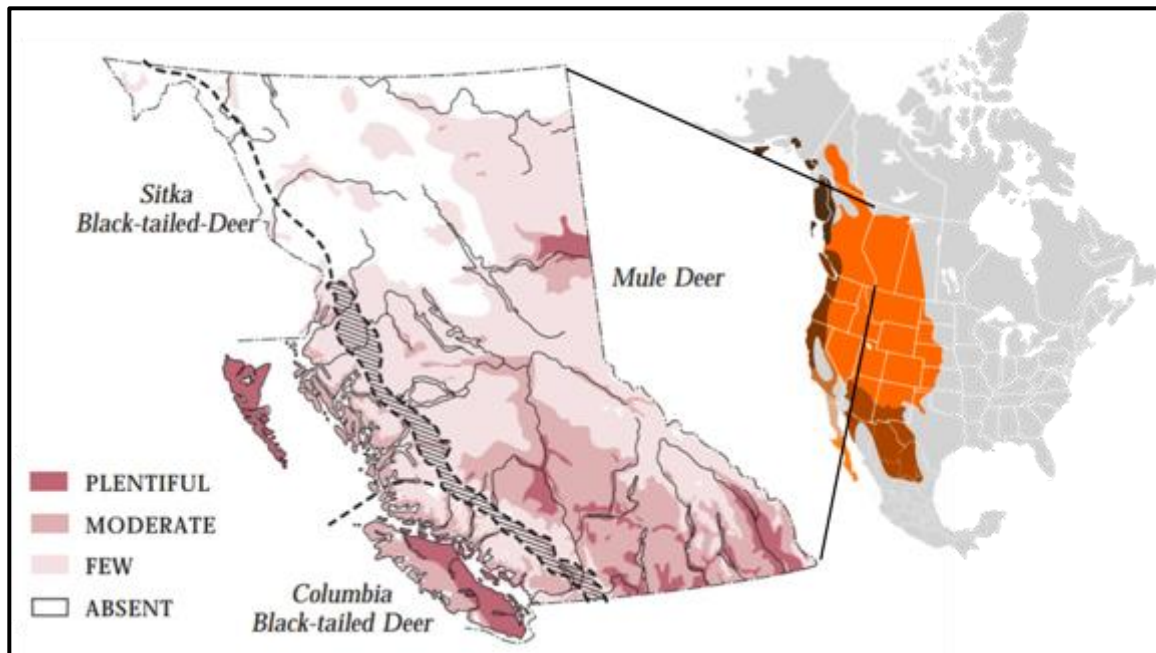 Sitka
Black-tailed-Deer
Mule Deer
PLENTIFUL
MODERATE
FEW
ABSENT
Columbia
Black-tailed Deer